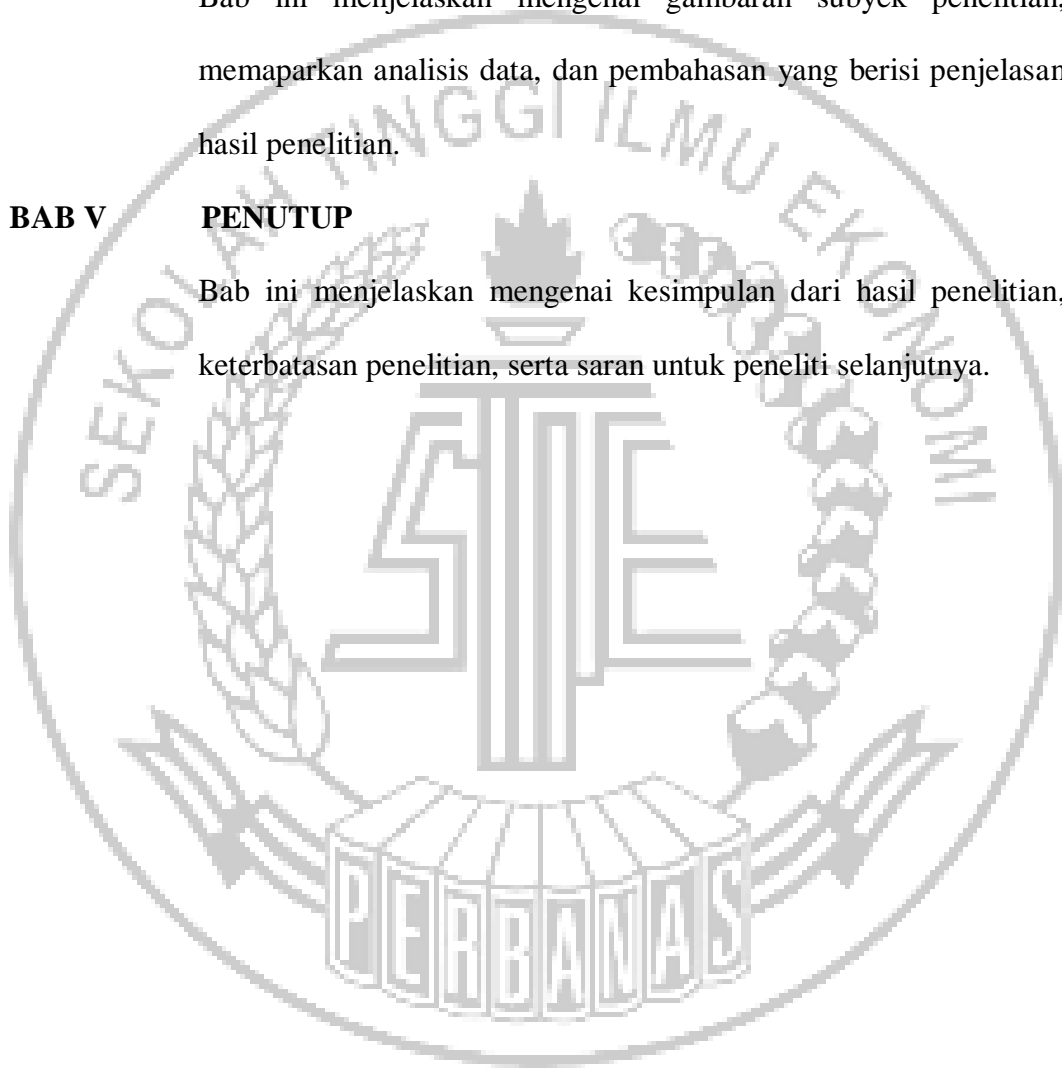 Bab ini menjelaskan mengenai gambaran subyek penelitian,
memaparkan analisis data, dan pembahasan yang berisi penjelasan
hasil penelitian.
BAB V PENUTUP
Bab ini menjelaskan mengenai kesimpulan dari hasil penelitian,
keterbatasan penelitian, serta saran untuk peneliti selanjutnya.
SEKOLAH TINGGI ILMU EKONOMI
STIE
PERBANAS